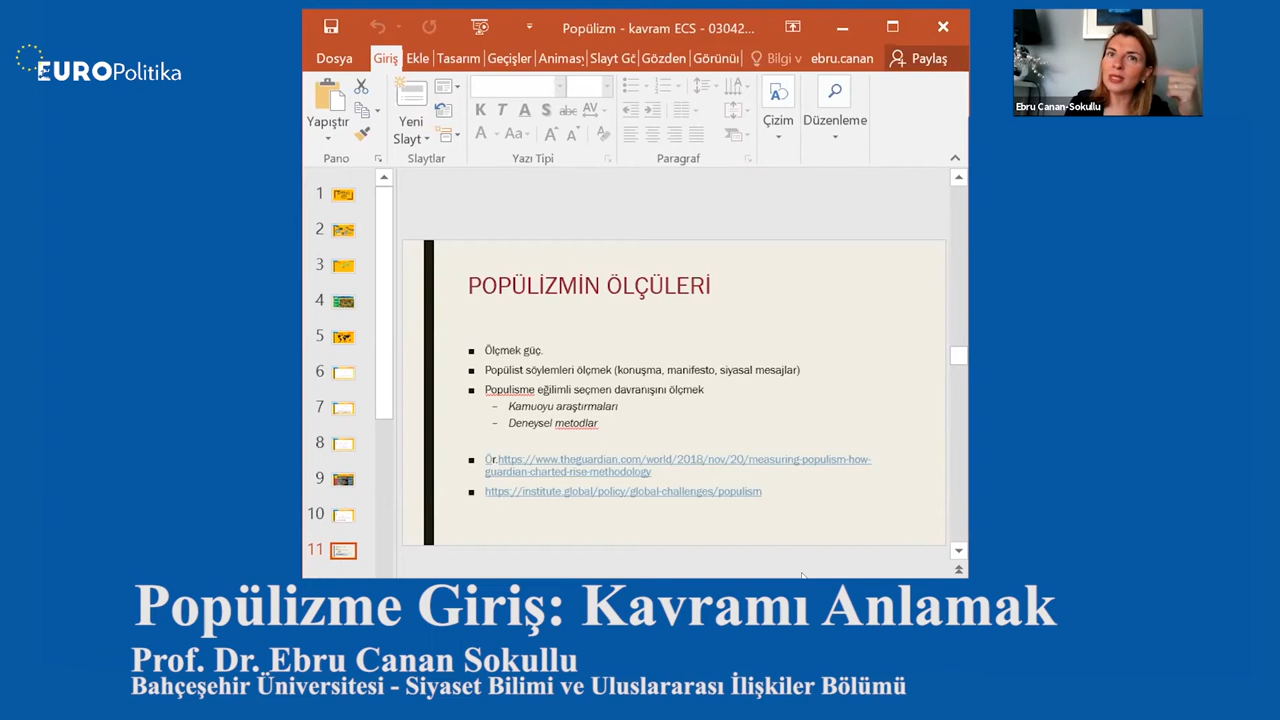 EUROPolitika
Popülizm - kavram ECS - 03042...
Dosya Giriş Ekle Tasarım Geçişler Animasy Slayt Gö Gözden Görünü Bilgi v ebru.canan Paylaş
Yapıştır
Yeni
Slayt
K T A S abc AV
A Aa A A
Çizim
Düzenleme
Pano Slaytlar Yazı Tipi Paragraf
Ebru Canan-Sokullu
1
2
3
4
5
6
7
8
9
10
11
POPÜLİZMİN ÖLÇÜLERİ
Ölçmek güç.
Popülist söylemleri ölçmek (konuşma, manifesto, siyasal mesajlar)
Populisme eğilimli seçmen davranışını ölçmek
– Kamuoyu araştırmaları
– Deneysel metodlar
Ör.https://www.theguardian.com/world/2018/nov/20/measuring-populism-how-
guardian-charted-rise-methodology
https://institute.global/policy/global-challenges/populism
Popülizme Giriş: Kavramı Anlamak
Prof. Dr. Ebru Canan Sokullu
Bahçeşehir Üniversitesi - Siyaset Bilimi ve Uluslararası İlişkiler Bölümü